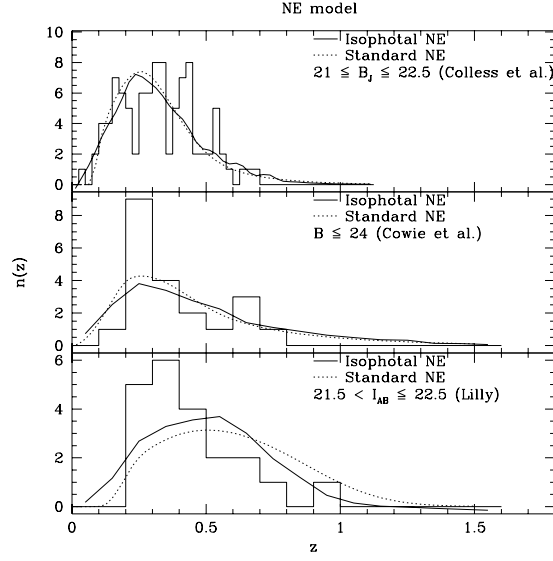 NE model
10
8
6
4
2
0
Isophotal NE
Standard NE
21 ≦ B_J ≦ 22.5 (Colless et al.)
8
6
4
2
0
Isophotal NE
Standard NE
B ≦ 24 (Cowie et al.)
n(z)
6
4
2
0
Isophotal NE
Standard NE
21.5 < I_AB ≦ 22.5 (Lilly)
0 0.5 1 1.5
z